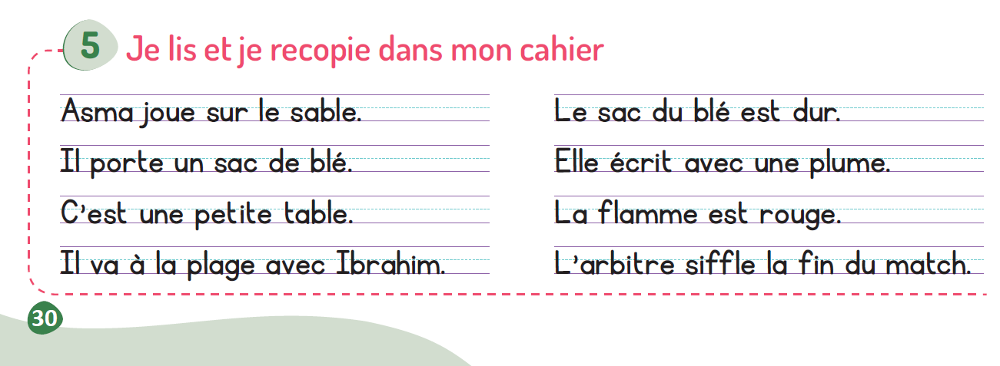 5 Je lis et je recopie dans mon cahier
Asma joue sur le sable.
Il porte un sac de blé.
C'est une petite table.
Il va à la plage avec Ibrahim.
Le sac du blé est dur.
Elle écrit avec une plume.
La flamme est rouge.
L'arbitre siffle la fin du match.
30